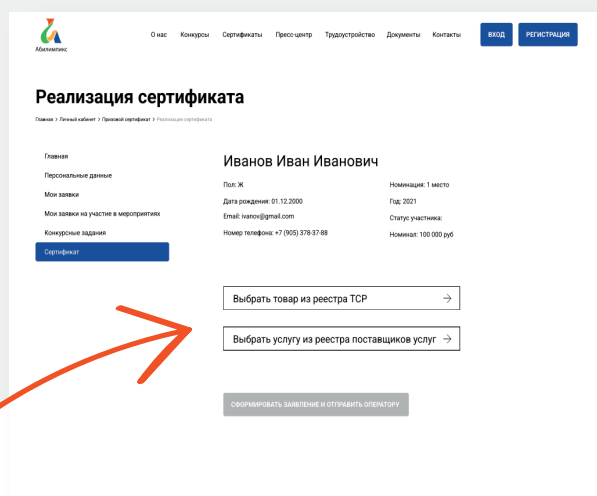 Абилимпикс
О нас Конкурсы Сертификаты Пресс-центр Трудоустройство Документы Контакты ВХОД РЕГИСТРАЦИЯ
Реализация сертификата
Главная > Личный кабинет > Призовой сертификат > Реализация сертификата
Главная
Персональные данные
Мои заявки
Мои заявки на участие в мероприятиях
Конкурсные задания
Сертификат
Иванов Иван Иванович
Пол: Ж
Дата рождения: 01.12.2000
Email: ivanov@gmail.com
Номер телефона: +7 (905) 378-37-88
Номинация: 1 место
Год: 2021
Статус участника:
Номинал: 100 000 руб
Выбрать товар из реестра ТСР
Выбрать услугу из реестра поставщиков услуг
СФОРМИРОВАТЬ ЗАЯВЛЕНИЕ И ОТПРАВИТЬ ОПЕРАТОРУ